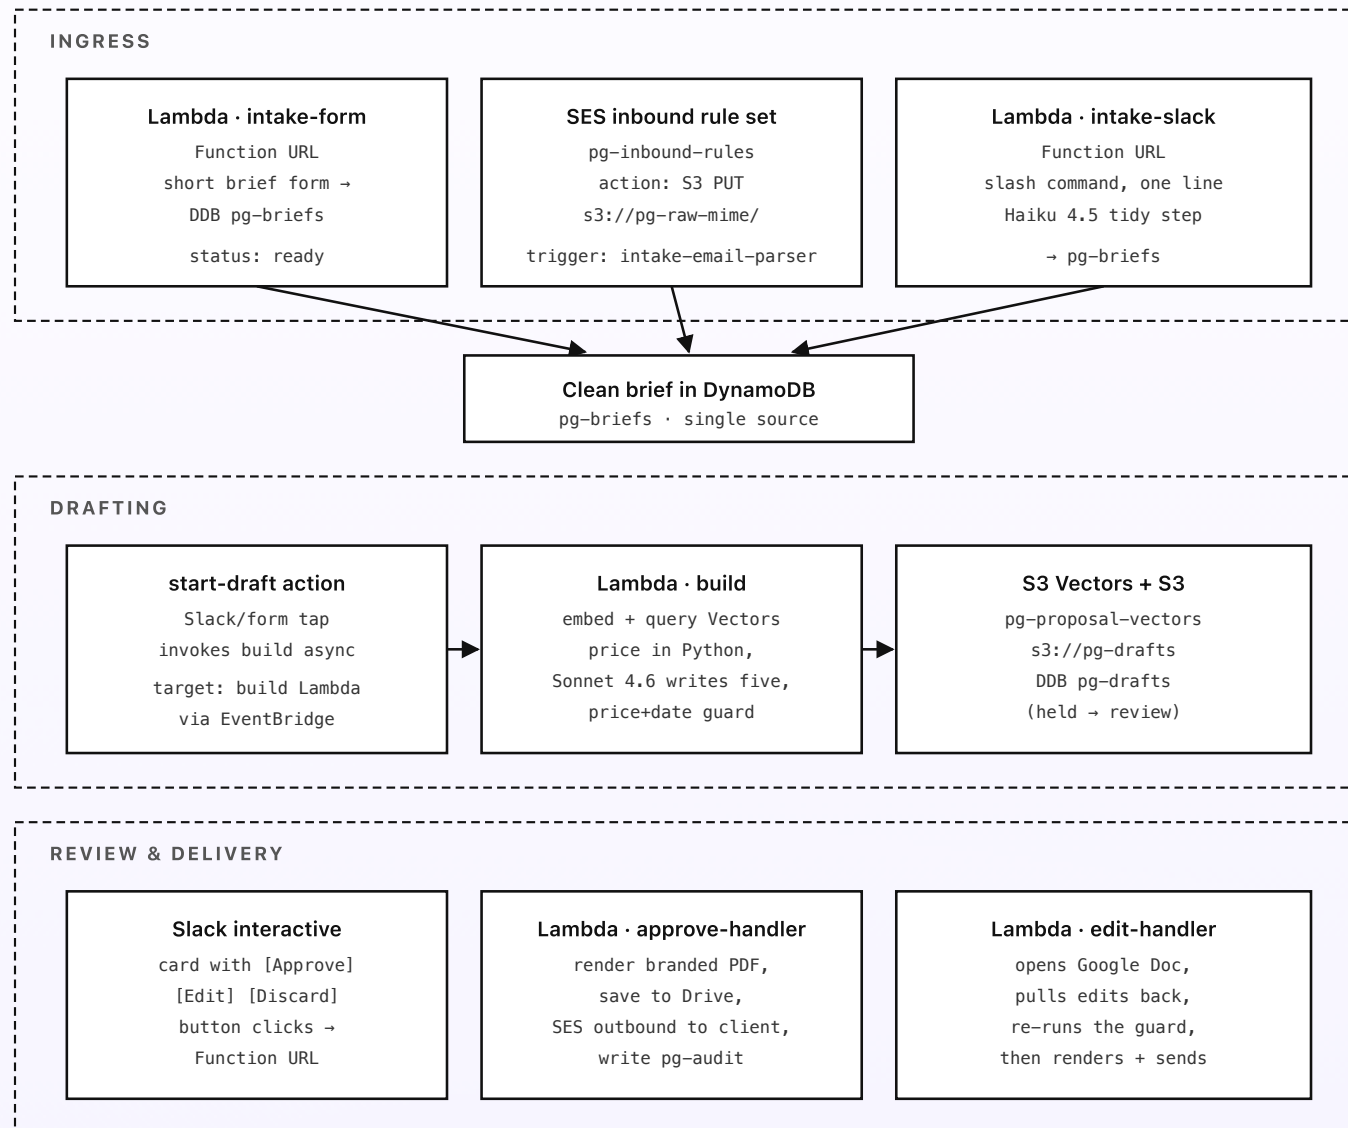 INGRESS
Lambda · intake-form
Function URL
short brief form →
DDB pg-briefs
status: ready
SES inbound rule set
pg-inbound-rules
action: S3 PUT
s3://pg-raw-mime/
trigger: intake-email-parser
Lambda · intake-slack
Function URL
slash command, one line
Haiku 4.5 tidy step
→ pg-briefs
Clean brief in DynamoDB
pg-briefs · single source
DRAFTING
start-draft action
Slack/form tap
invokes build async
target: build Lambda
via EventBridge
Lambda · build
embed + query Vectors
price in Python,
Sonnet 4.6 writes five,
price+date guard
S3 Vectors + S3
pg-proposal-vectors
s3://pg-drafts
DDB pg-drafts
(held → review)
REVIEW & DELIVERY
Slack interactive
card with [Approve]
[Edit] [Discard]
button clicks →
Function URL
Lambda · approve-handler
render branded PDF,
save to Drive,
SES outbound to client,
write pg-audit
Lambda · edit-handler
opens Google Doc,
pulls edits back,
re-runs the guard,
then renders + sends